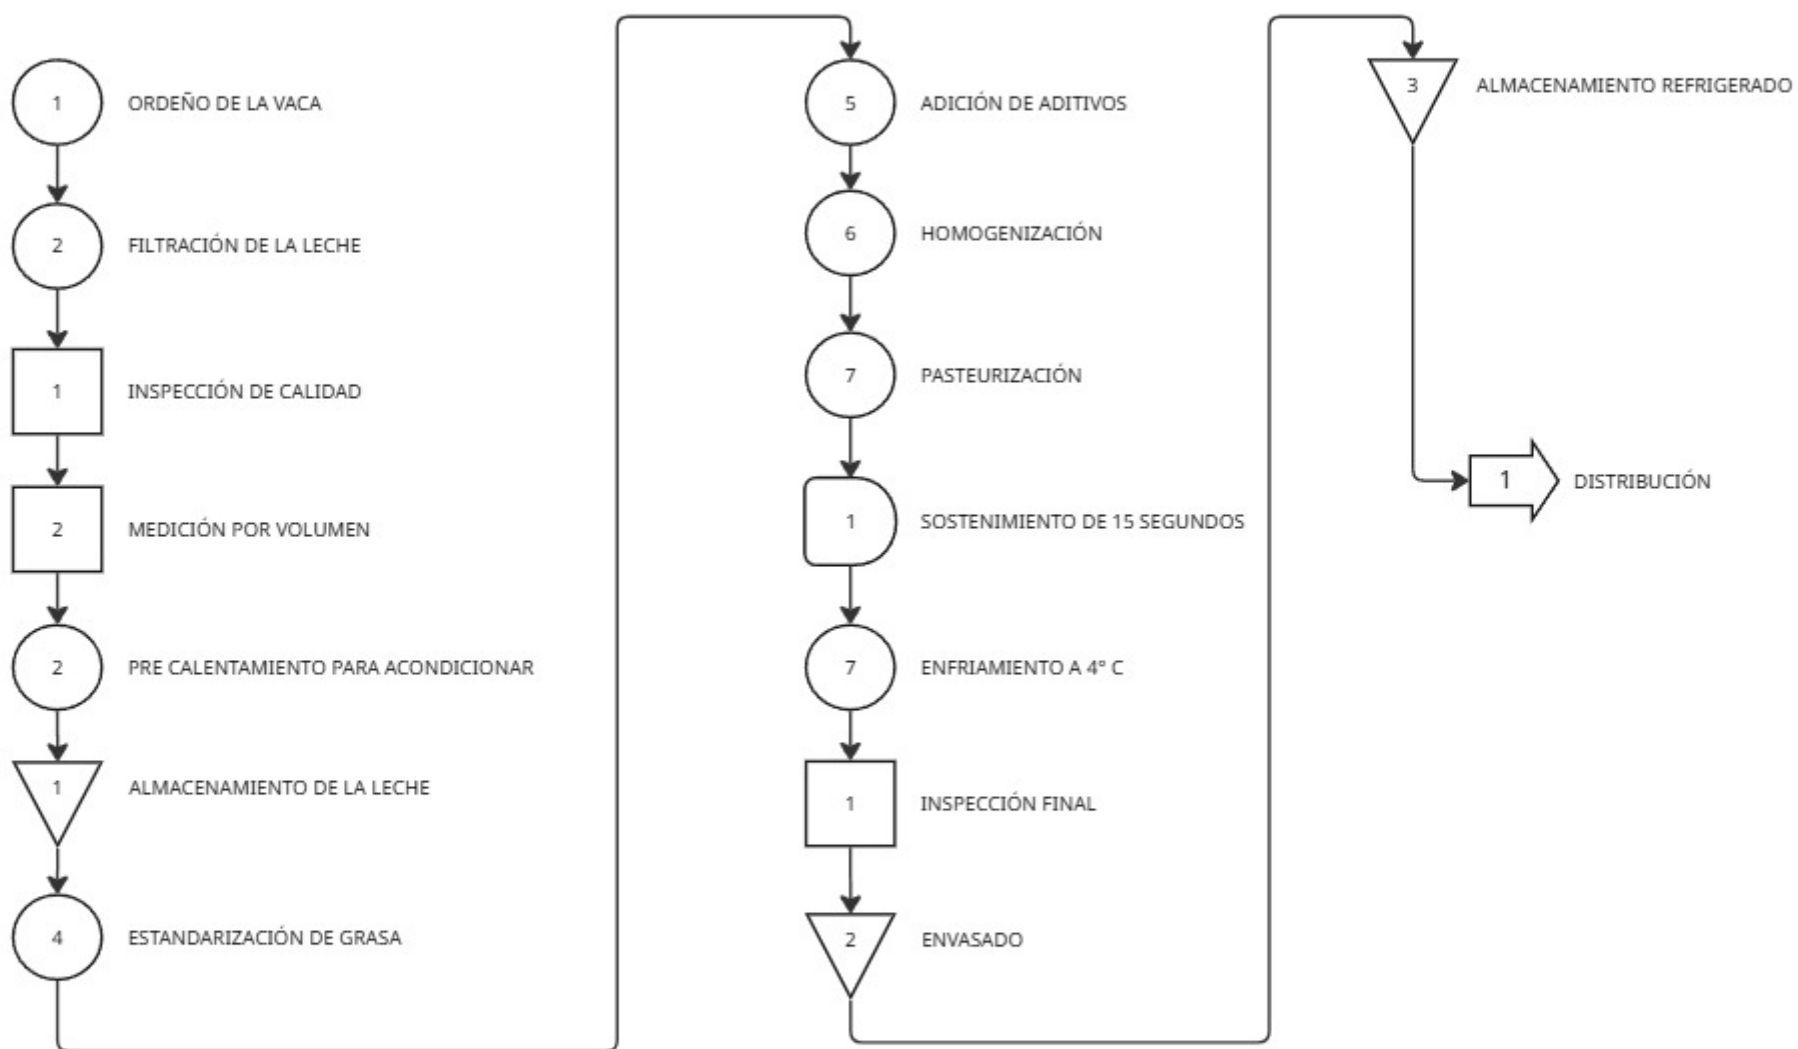 1 ORDEÑO DE LA VACA
2 FILTRACIÓN DE LA LECHE
1 INSPECCIÓN DE CALIDAD
2 MEDICIÓN POR VOLUMEN
2 PRE CALENTAMIENTO PARA ACONDICIONAR
1 ALMACENAMIENTO DE LA LECHE
4 ESTANDARIZACIÓN DE GRASA
5 ADICIÓN DE ADITIVOS
6 HOMOGENIZACIÓN
7 PASTEURIZACIÓN
1 SOSTENIMIENTO DE 15 SEGUNDOS
7 ENFRIAMIENTO A 4° C
1 INSPECCIÓN FINAL
2 ENVASADO
3 ALMACENAMIENTO REFRIGERADO
1 DISTRIBUCIÓN